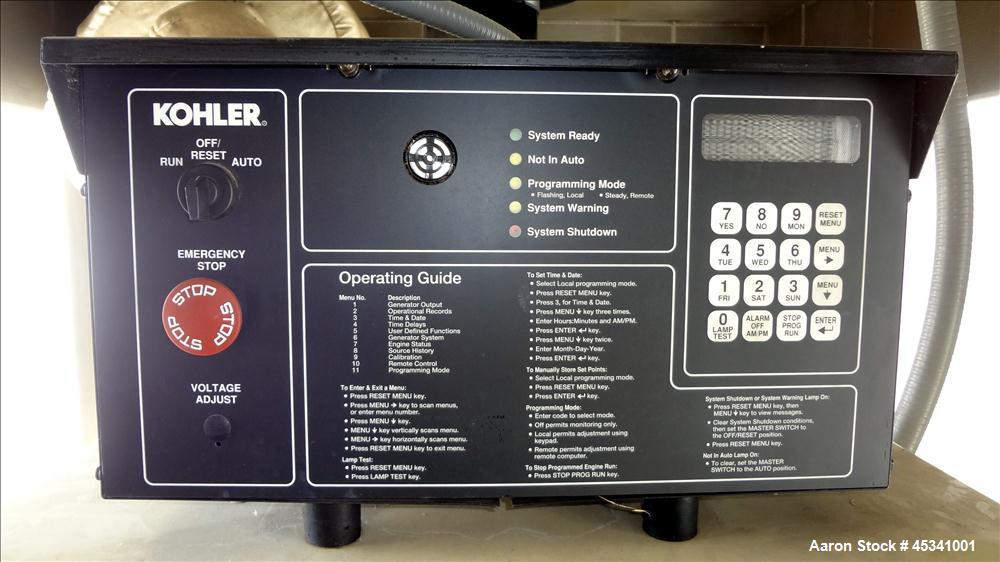 KOHLER®
OFF/
RESET
RUN
AUTO
EMERGENCY
STOP
STOP STOP STOP
VOLTAGE
ADJUST
System Ready
Not In Auto
Programming Mode
• Flashing, Local • Steady, Remote
System Warning
System Shutdown
Operating Guide
Menu No. Description
1 Generator Output
2 Operational Records
3 Time & Date
4 Time Delays
5 User Defined Functions
6 Generator System
7 Engine Status
8 Source History
9 Calibration
10 Remote Control
11 Programming Mode
To Enter & Exit a Menu:
• Press RESET MENU key.
• Press MENU → key to scan menus,
or enter menu number.
• Press MENU ↓ key.
• MENU ↓ key vertically scans menu.
• MENU → key horizontally scans menu.
• Press RESET MENU key to exit menu.
Lamp Test:
• Press RESET MENU key.
• Press LAMP TEST key.
To Set Time & Date:
• Select Local programming mode.
• Press RESET MENU key.
• Press 3, for Time & Date.
• Press MENU ↓ key three times.
• Enter Hours:Minutes and AM/PM.
• Press ENTER ↵ key.
• Press MENU ↓ key twice.
• Enter Month-Day-Year.
• Press ENTER ↵ key.
To Manually Store Set Points:
• Select Local programming mode.
• Press RESET MENU key.
• Press ENTER ↵ key.
Programming Mode:
• Enter code to select mode.
• Off permits monitoring only.
• Local permits adjustment using
keypad.
• Remote permits adjustment using
remote computer.
To Stop Programmed Engine Run:
• Press STOP PROG RUN key.
7 8 9 RESET
YES NO MON MENU
4 5 6 MENU
TUE WED THU →
1 2 3 MENU
FRI SAT SUN ↓
0 ALARM STOP ENTER
LAMP OFF PROG ↵
TEST AM/PM RUN
System Shutdown or System Warning Lamp On:
• Press RESET MENU key, then
MENU ↓ key to view messages.
• Clear System Shutdown conditions,
then set the MASTER SWITCH to
the OFF/RESET position.
• Press RESET MENU key.
Not In Auto Lamp On:
• To clear, set the MASTER
SWITCH to the AUTO position.
Aaron Stock # 45341001